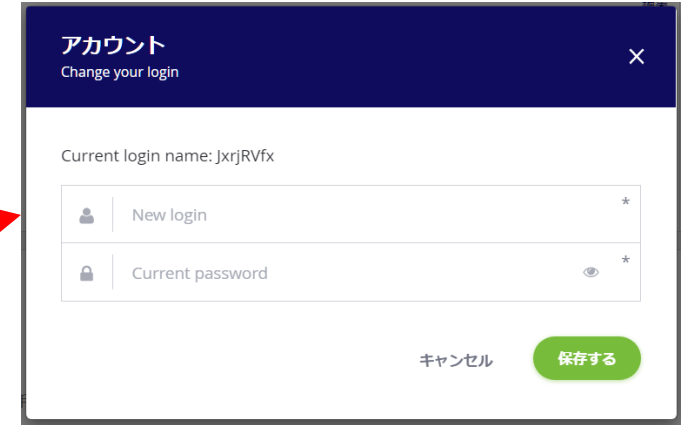 アカウント
Change your login
Current login name: JxrjRVfx
New login
*
Current password
*
キャンセル
保存する